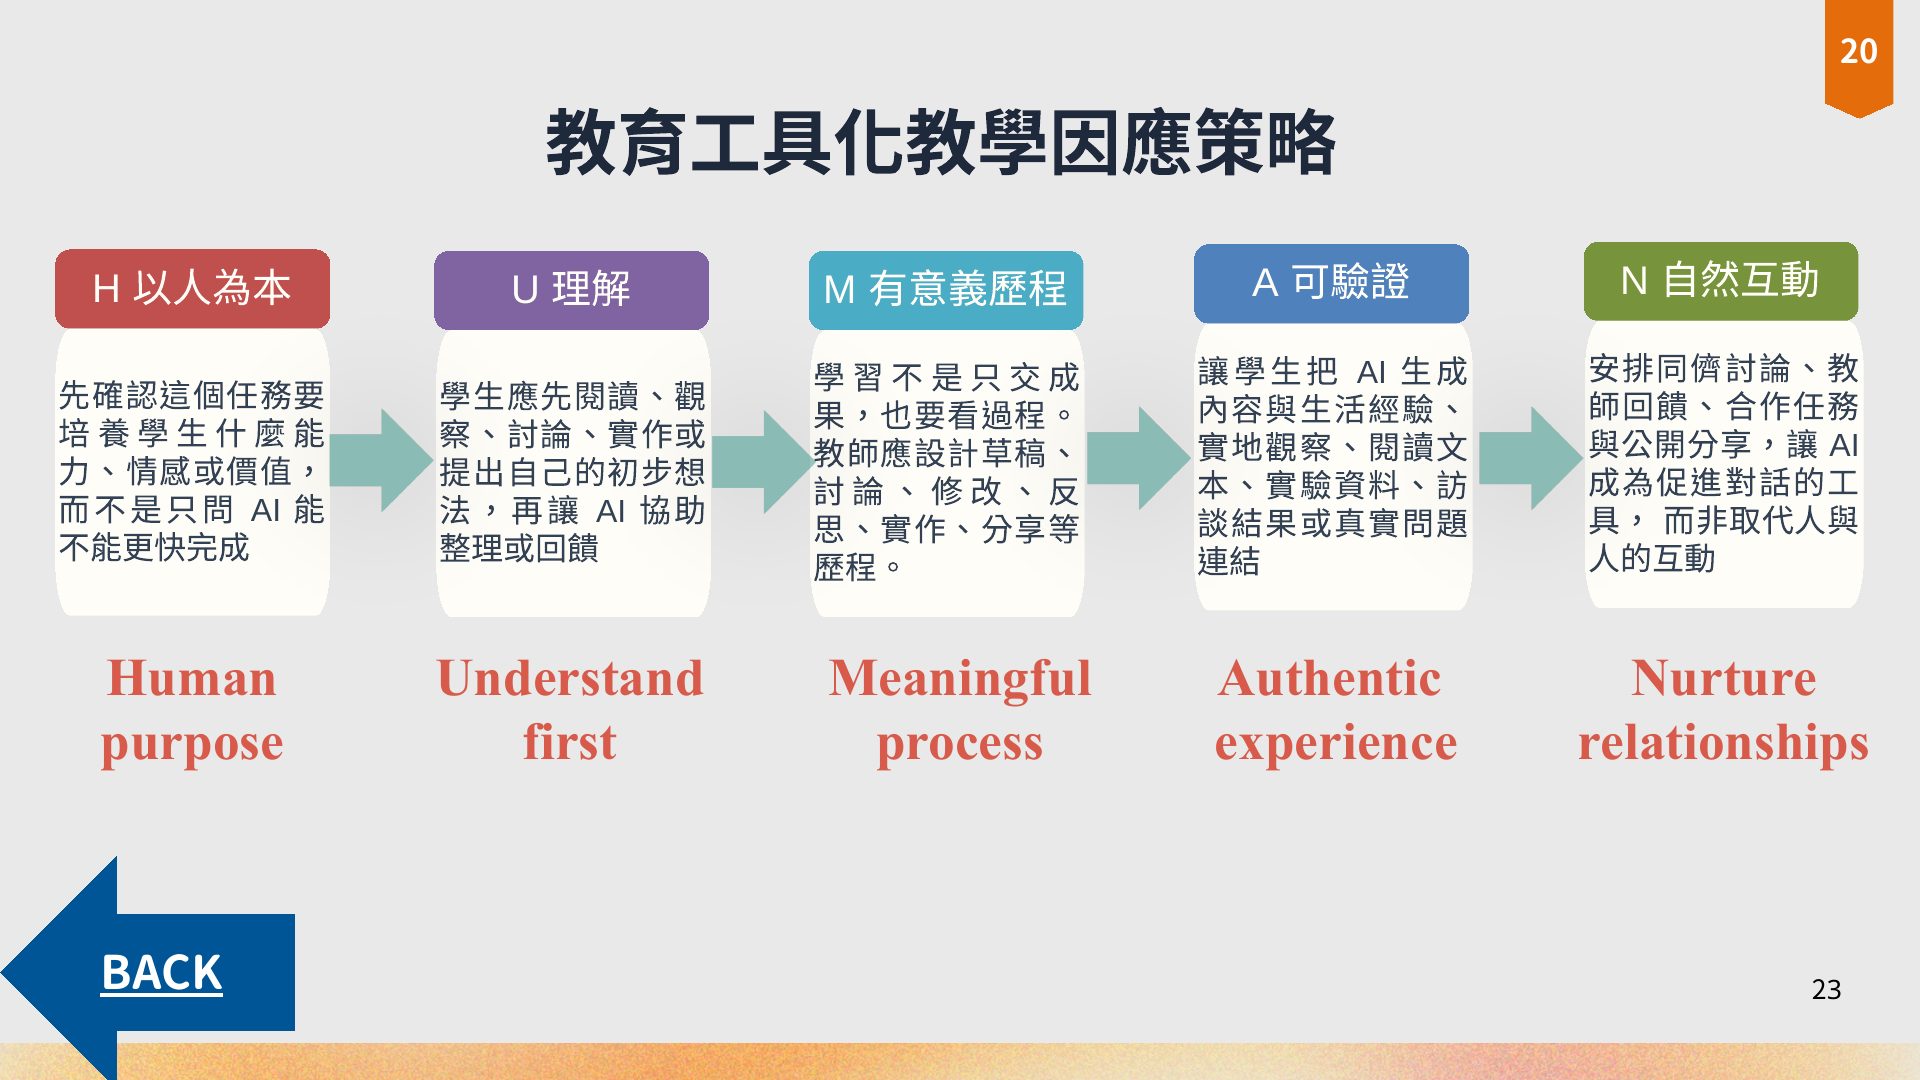 20
教育工具化教學因應策略
H 以人為本
先確認這個任務要
培養學生什麼能
力、情感或價值，
而不是只問 AI 能
不能更快完成
Human
purpose
U 理解
學生應先閱讀、觀
察、討論、實作或
提出自己的初步想
法，再讓 AI 協助
整理或回饋
Understand
first
M 有意義歷程
學習不是只交成
果，也要看過程。
教師應設計草稿、
討論、修改、反
思、實作、分享等
歷程。
Meaningful
process
A 可驗證
讓學生把 AI 生成
內容與生活經驗、
實地觀察、閱讀文
本、實驗資料、訪
談結果或真實問題
連結
Authentic
experience
N 自然互動
安排同儕討論、教
師回饋、合作任務
與公開分享，讓 AI
成為促進對話的工
具， 而非取代人與
人的互動
Nurture
relationships
BACK
23